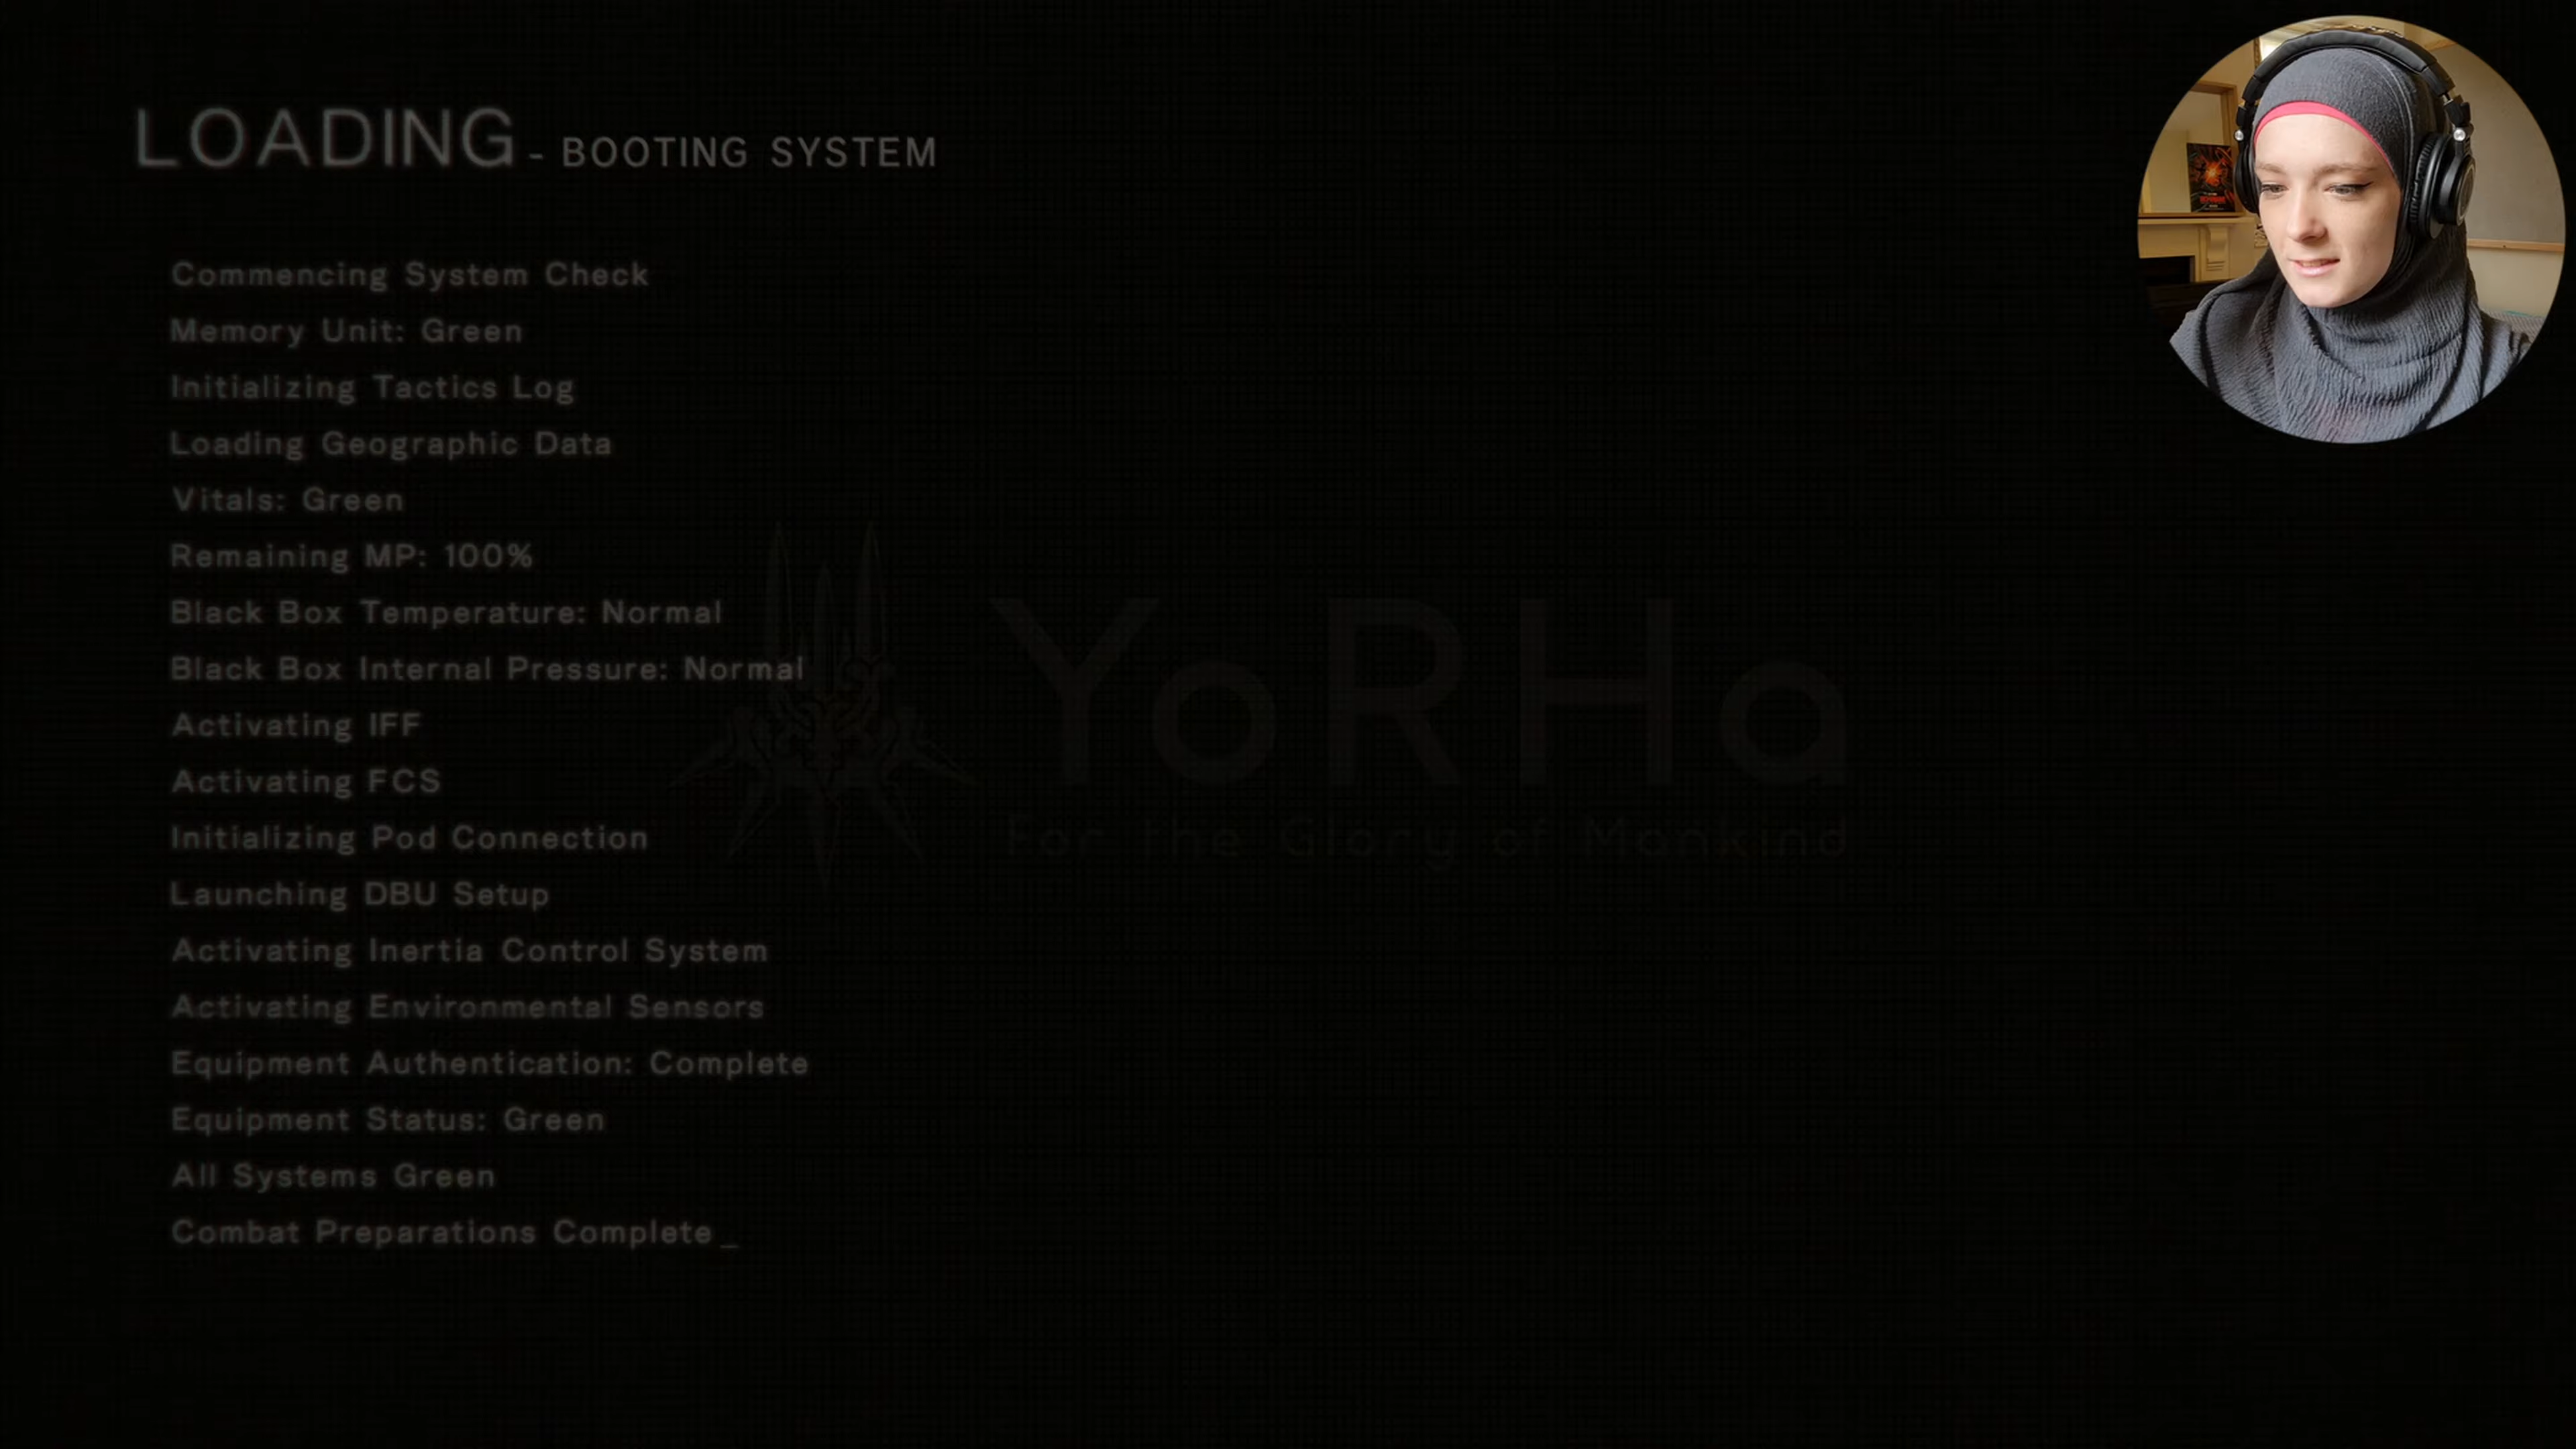 LOADING - BOOTING SYSTEM
Commencing System Check
Memory Unit: Green
Initializing Tactics Log
Loading Geographic Data
Vitals: Green
Remaining MP: 100%
Black Box Temperature: Normal
Black Box Internal Pressure: Normal
Activating IFF
Activating FCS
Initializing Pod Connection
Launching DBU Setup
Activating Inertia Control System
Activating Environmental Sensors
Equipment Authentication: Complete
Equipment Status: Green
All Systems Green
Combat Preparations Complete _
YoRHa
For the Glory of Mankind